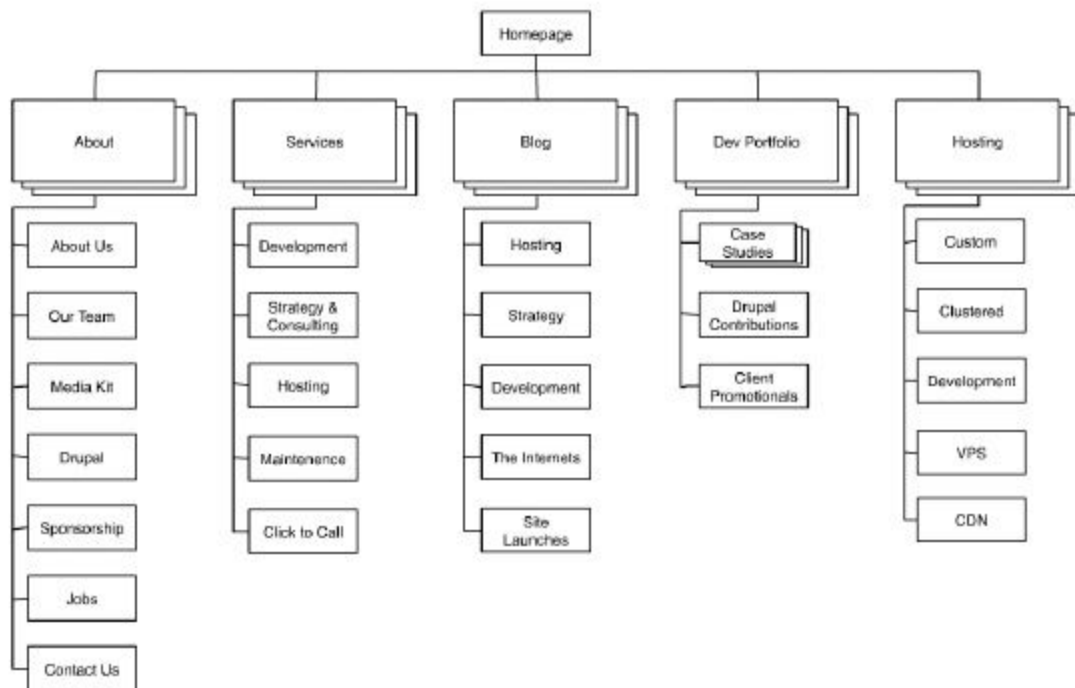 Homepage
About
Services
Blog
Dev Portfolio
Hosting
About Us
Our Team
Media Kit
Drupal
Sponsorship
Jobs
Contact Us
Development
Strategy &
Consulting
Hosting
Maintenence
Click to Call
Hosting
Strategy
Development
The Internets
Site
Launches
Case
Studies
Drupal
Contributions
Client
Promotionals
Custom
Clustered
Development
VPS
CDN